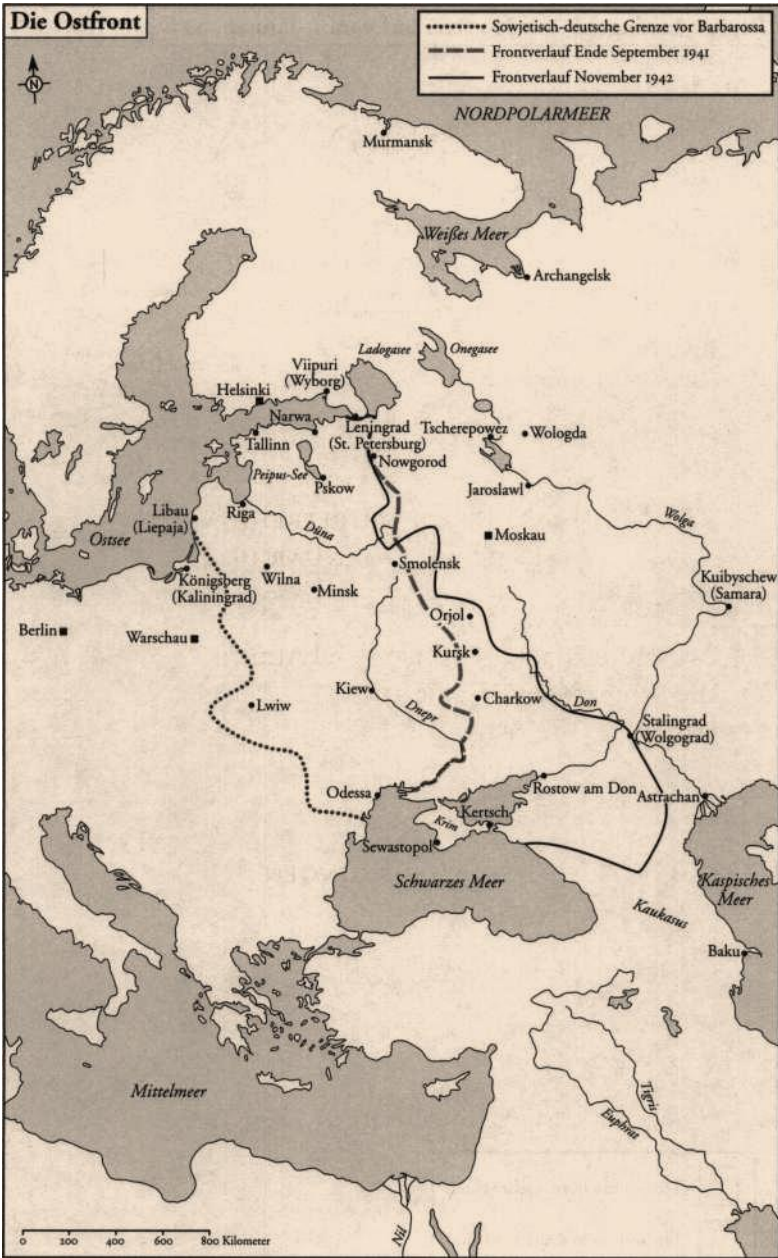 Die Ostfront
Sowjetisch-deutsche Grenze vor Barbarossa
Frontverlauf Ende September 1941
Frontverlauf November 1942
N
NORDPOLARMEER
Murmansk
Weißes Meer
Archangelsk
Ladogasee
Onegasee
Viipuri
(Wyborg)
Helsinki
Narwa
Leningrad
(St. Petersburg)
Tscherepowez
Wologda
Tallinn
Nowgorod
Peipus-See
Pskow
Jaroslawl
Libau
(Liepaja)
Riga
Düna
Wolga
Ostsee
Moskau
Smolensk
Königsberg
(Kaliningrad)
Wilna
Minsk
Kuibyschew
(Samara)
Orjol
Berlin
Warschau
Kursk
Kiew
Charkow
Lwiw
Dnepr
Don
Stalingrad
(Wolgograd)
Odessa
Rostow am Don
Astrachan
Kertsch
Krim
Sewastopol
Schwarzes Meer
Kaspisches
Meer
Kaukasus
Baku
Mittelmeer
Tigris
Euphrat
Nil
0 200 400 600 800 Kilometer